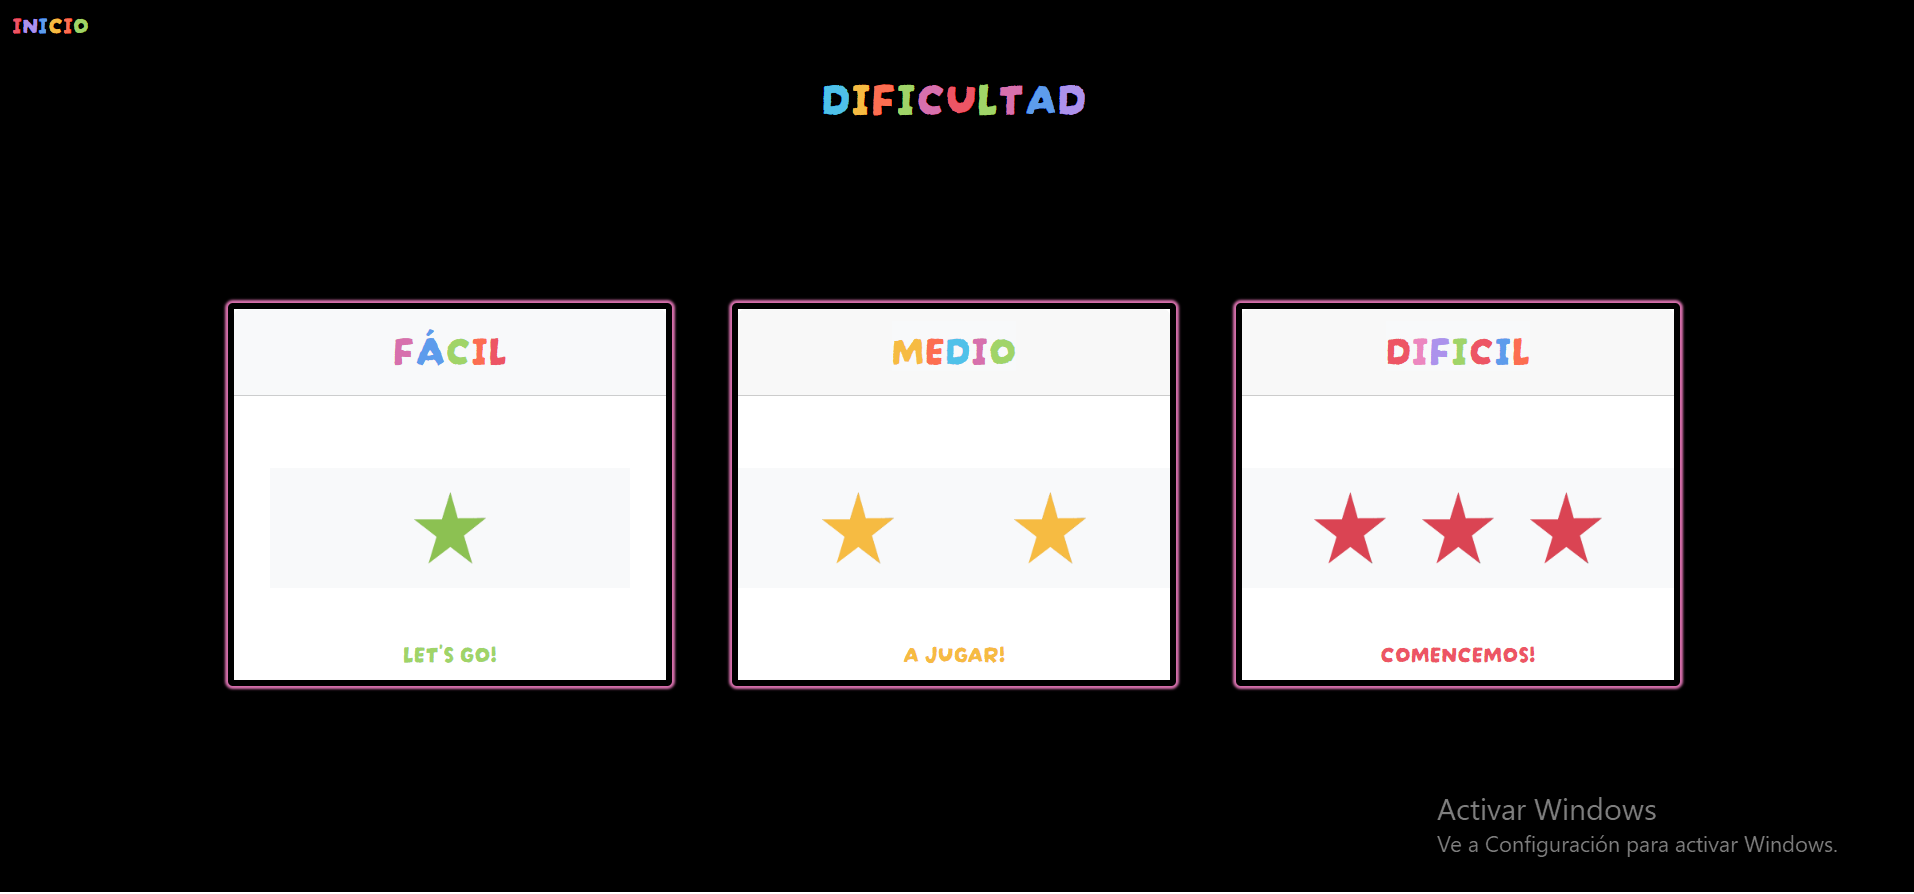 INICIO
DIFICULTAD
FÁCIL
MEDIO
DIFICIL
LET'S GO!
A JUGAR!
COMENCEMOS!
Activar Windows
Ve a Configuración para activar Windows.